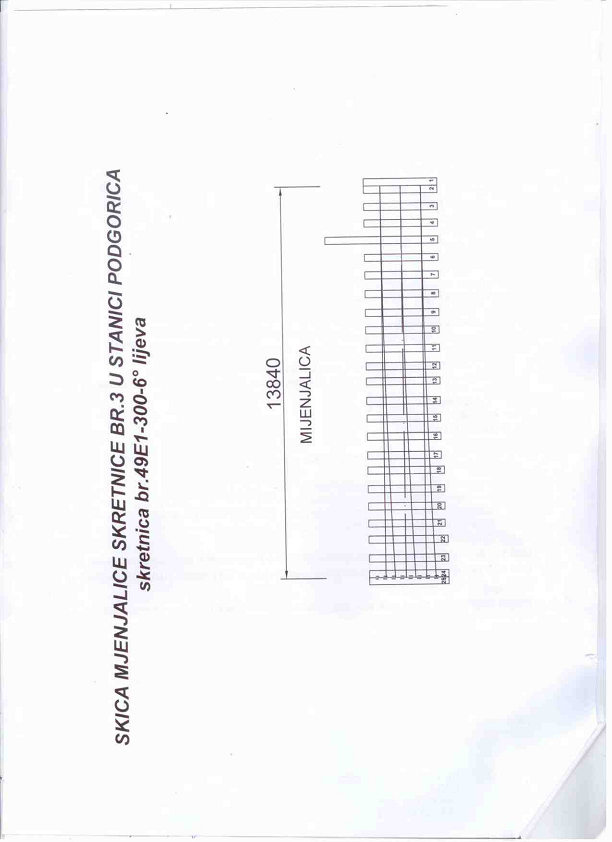 SKICA MJENJALICE SKRETNICE BR.3 U STANICI PODGORICA
skretnica br.49E1-300-6° lijeva
13840
MIJENJALICA
25 24 23 22 21 20 19 18 17 16 15 14 13 12 11 10 9 8 7 6 5 4 3 2 1